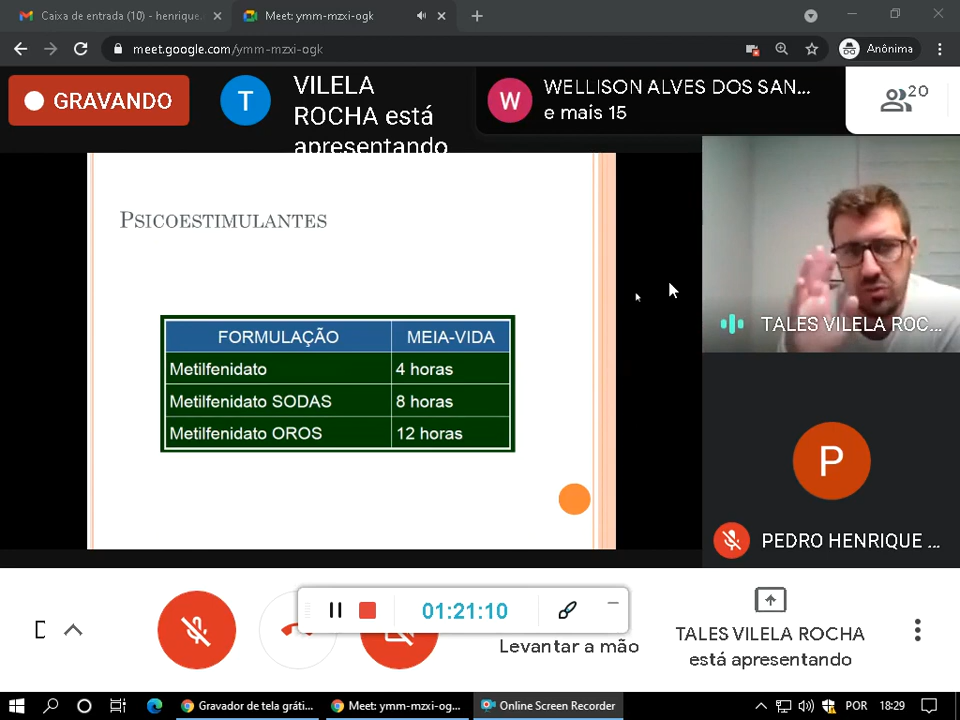 Caixa de entrada (10) - henrique.
Meet: ymm-mzxi-ogk
meet.google.com/ymm-mzxi-ogk
Anônima
GRAVANDO
T
VILELA
ROCHA está
apresentando
W
WELLISON ALVES DOS SAN...
e mais 15
20
PSICOESTIMULANTES
FORMULAÇÃO MEIA-VIDA
Metilfenidato 4 horas
Metilfenidato SODAS 8 horas
Metilfenidato OROS 12 horas
TALES VILELA ROC...
P
PEDRO HENRIQUE ...
01:21:10
Levantar a mão
TALES VILELA ROCHA
está apresentando
Gravador de tela gráti...
Meet: ymm-mzxi-og...
Online Screen Recorder
POR
18:29